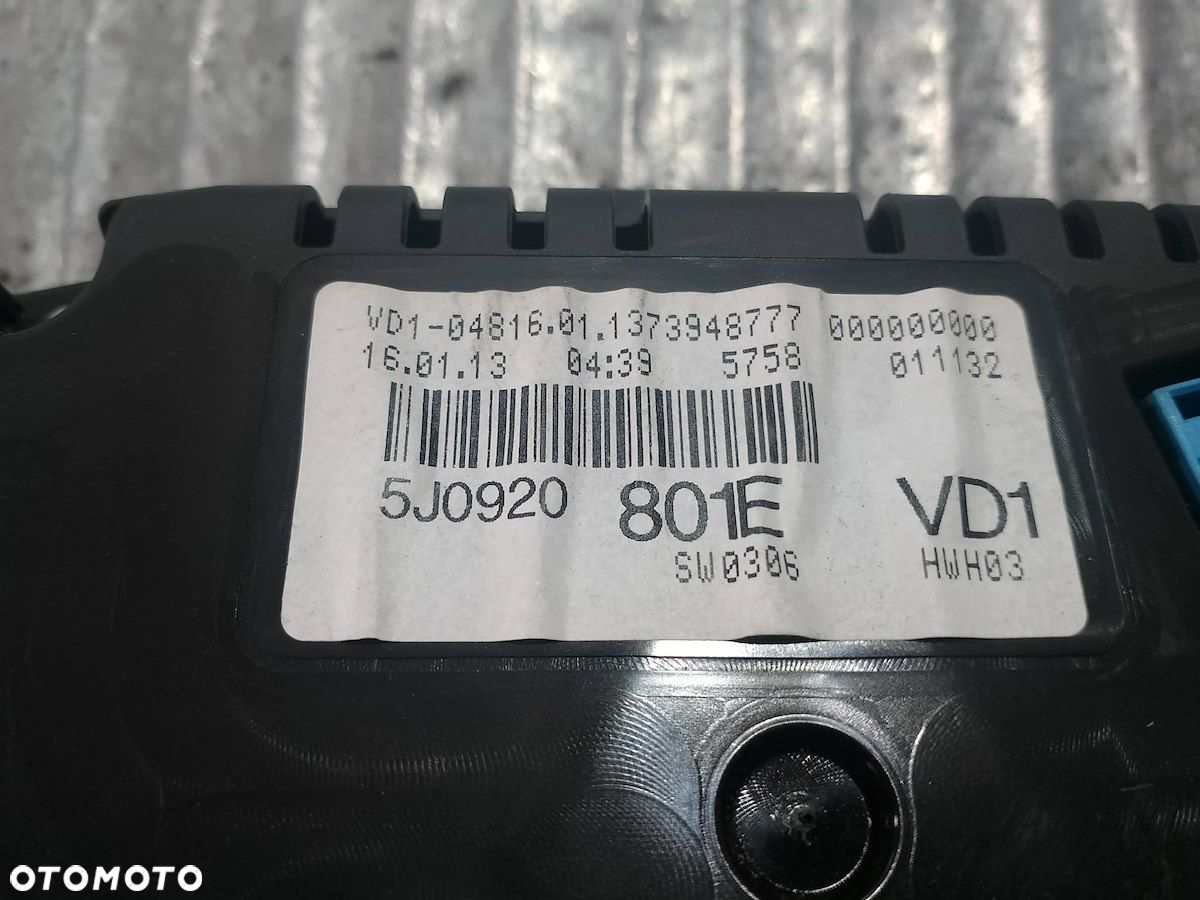 VD1-04816.01.1373948777 000000000
16.01.13 04:39 5758 011132
5J0920 801E VD1
SW0306 HWH03
OTOMOTO